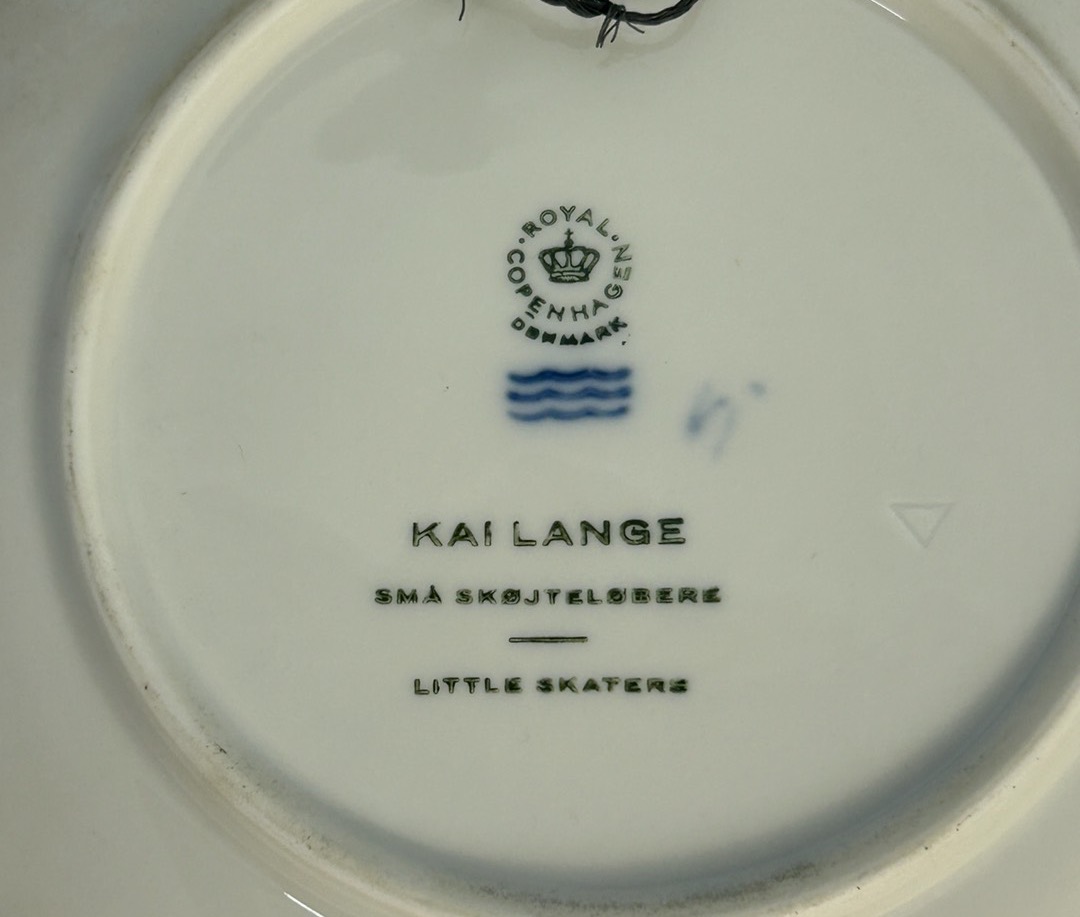 ROYAL
COPENHAGEN
DENMARK
KAI LANGE
SMÅ SKØJTELØBERE
LITTLE SKATERS